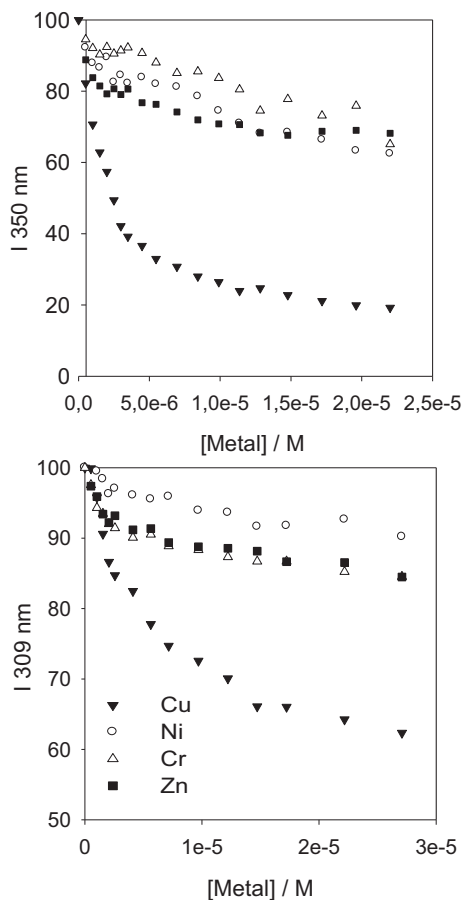 100
80
60
40
20
0
I 350 nm
0,0 5,0e-6 1,0e-5 1,5e-5 2,0e-5 2,5e-5
[Metal] / M
100
90
80
70
60
50
I 309 nm
Cu
Ni
Cr
Zn
0 1e-5 2e-5 3e-5
[Metal] / M